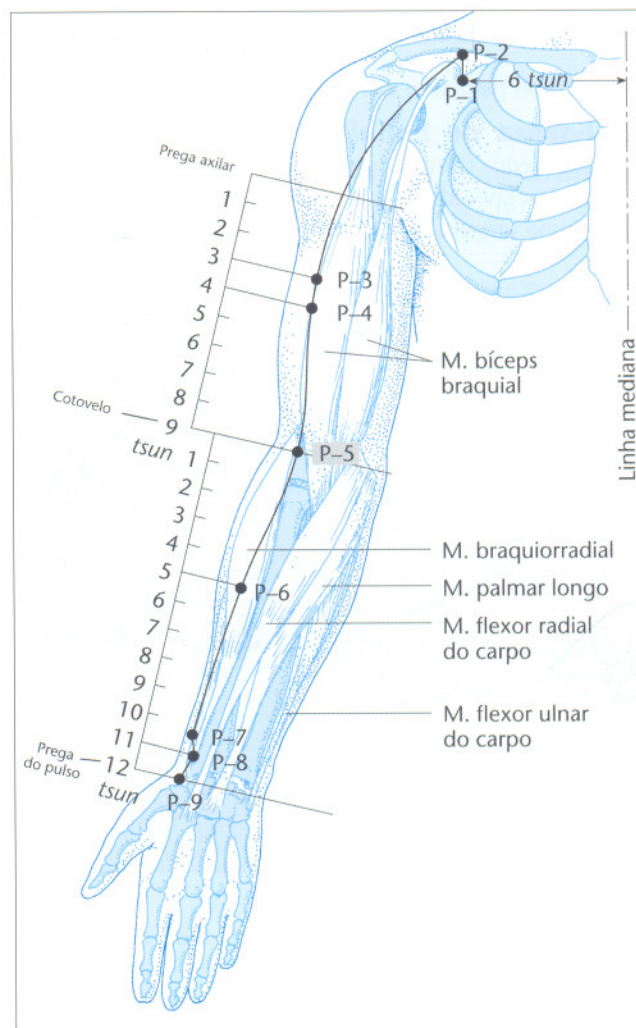 P–2
6 tsun
P–1
Prega axilar
1
2
3
4
5
6
7
8
9
tsun
P–3
P–4
M. bíceps
braquial
Linha mediana
Cotovelo
P–5
1
2
3
4
5
6
7
8
9
10
11
12
tsun
M. braquiorradial
P–6
M. palmar longo
M. flexor radial
do carpo
P–7
M. flexor ulnar
do carpo
Prega
do pulso
P–8
P–9